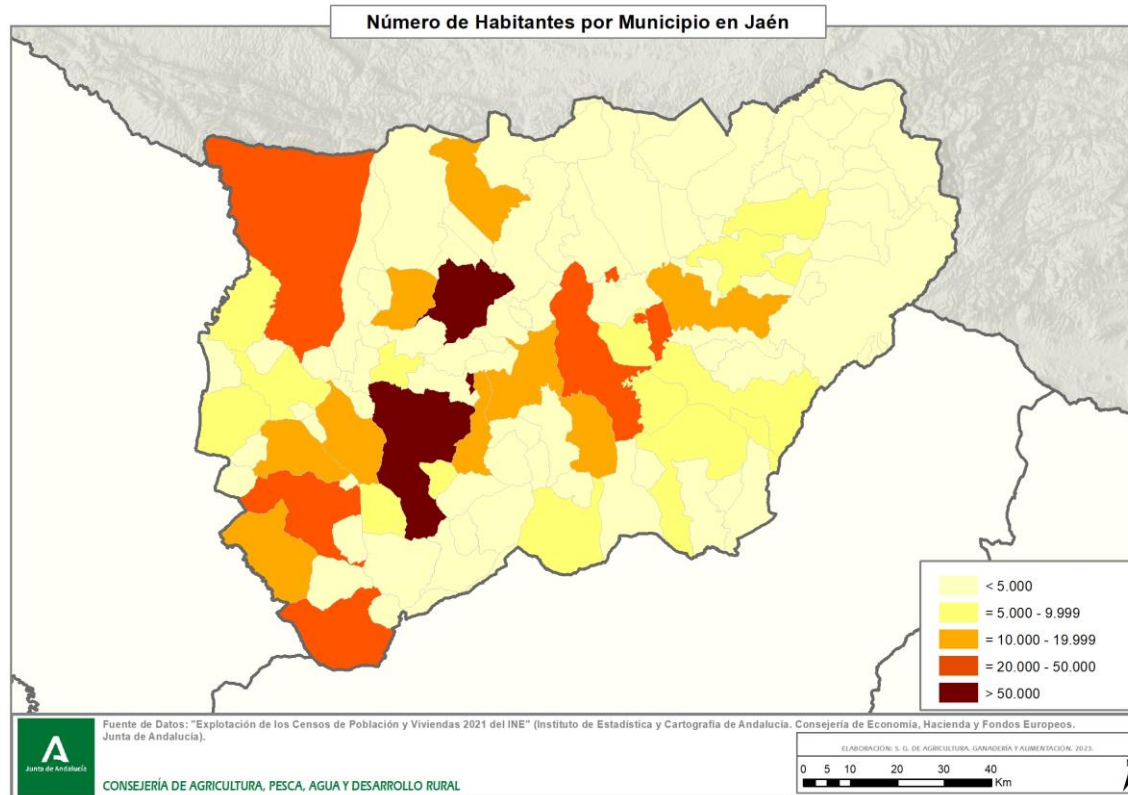 Número de Habitantes por Municipio en Jaén
< 5.000
= 5.000 - 9.999
= 10.000 - 19.999
= 20.000 - 50.000
> 50.000
Fuente de Datos: "Explotación de los Censos de Población y Viviendas 2021 del INE" (Instituto de Estadística y Cartografía de Andalucía. Consejería de Economía, Hacienda y Fondos Europeos.
Junta de Andalucía).
Junta de Andalucía
CONSEJERÍA DE AGRICULTURA, PESCA, AGUA Y DESARROLLO RURAL
ELABORACIÓN: S. G. DE AGRICULTURA, GANADERÍA Y ALIMENTACIÓN. 2023.
0 5 10 20 30 40
Km